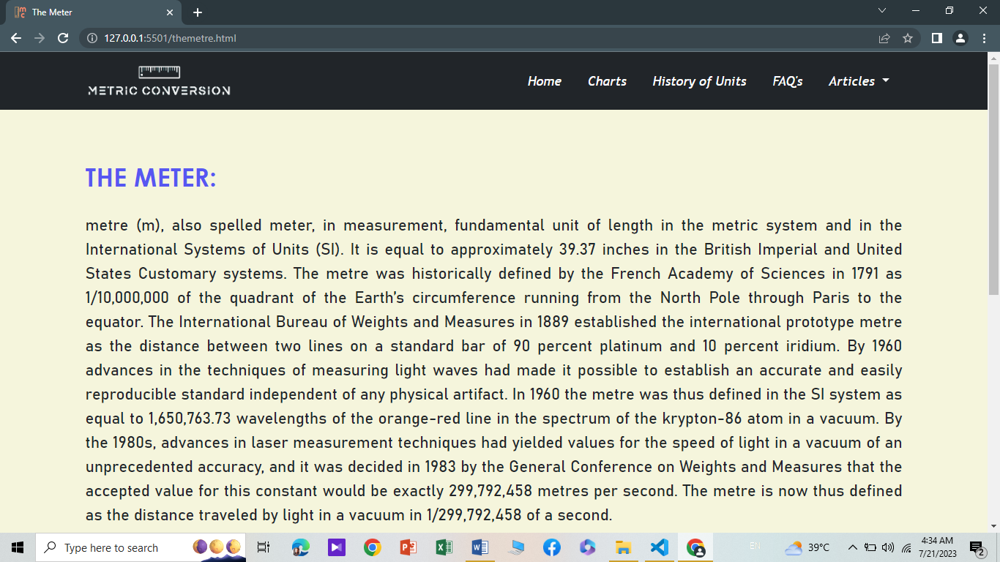 The Meter
127.0.0.1:5501/themetre.html
METRIC CONVERSION
Home Charts History of Units FAQ's Articles
THE METER:
metre (m), also spelled meter, in measurement, fundamental unit of length in the metric system and in the
International Systems of Units (SI). It is equal to approximately 39.37 inches in the British Imperial and United
States Customary systems. The metre was historically defined by the French Academy of Sciences in 1791 as
1/10,000,000 of the quadrant of the Earth's circumference running from the North Pole through Paris to the
equator. The International Bureau of Weights and Measures in 1889 established the international prototype metre
as the distance between two lines on a standard bar of 90 percent platinum and 10 percent iridium. By 1960
advances in the techniques of measuring light waves had made it possible to establish an accurate and easily
reproducible standard independent of any physical artifact. In 1960 the metre was thus defined in the SI system as
equal to 1,650,763.73 wavelengths of the orange-red line in the spectrum of the krypton-86 atom in a vacuum. By
the 1980s, advances in laser measurement techniques had yielded values for the speed of light in a vacuum of an
unprecedented accuracy, and it was decided in 1983 by the General Conference on Weights and Measures that the
accepted value for this constant would be exactly 299,792,458 metres per second. The metre is now thus defined
as the distance traveled by light in a vacuum in 1/299,792,458 of a second.
Type here to search
EN
39°C
4:34 AM
7/21/2023
2